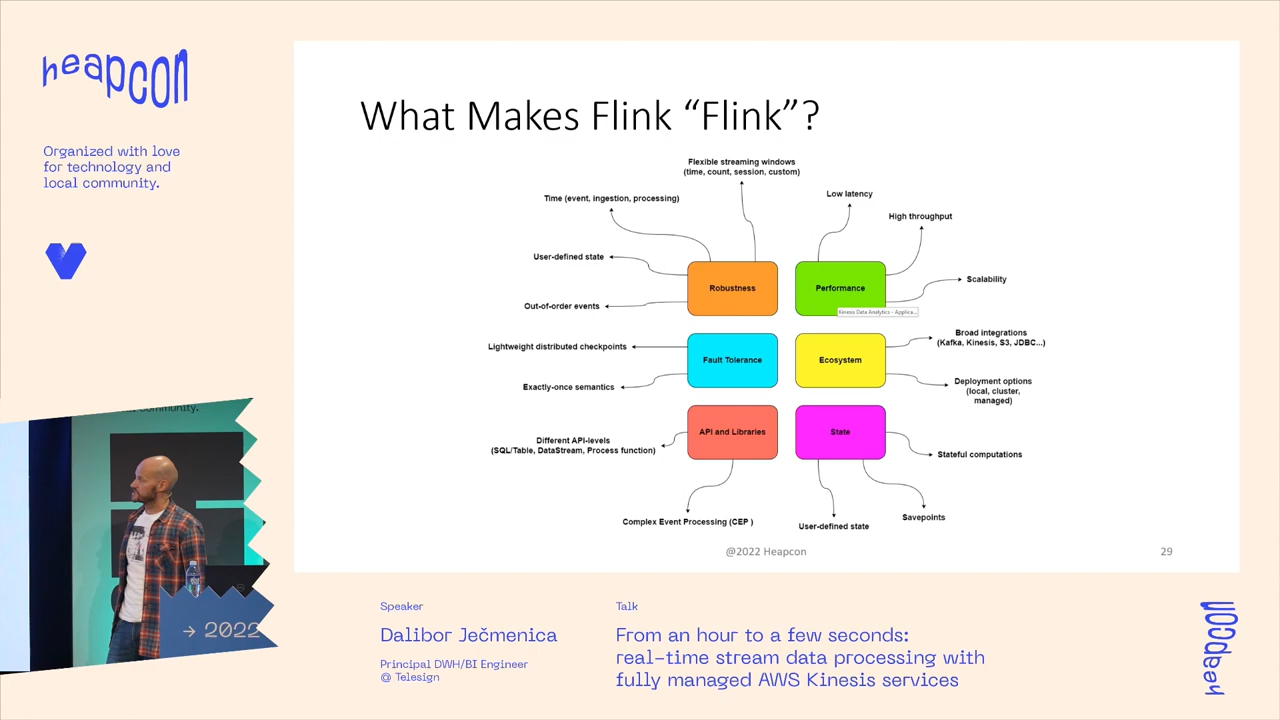 heapcon
Organized with love
for technology and
local community.
What Makes Flink “Flink”?
Flexible streaming windows
(time, count, session, custom)
Time (event, ingestion, processing)
Low latency
High throughput
User-defined state
Scalability
Robustness
Performance
Out-of-order events
Kinesis Data Analytics - Applica...
Lightweight distributed checkpoints
Broad integrations
(Kafka, Kinesis, S3, JDBC...)
Fault Tolerance
Ecosystem
Exactly-once semantics
Deployment options
(local, cluster,
managed)
Different API-levels
(SQL/Table, DataStream, Process function)
API and Libraries
State
Stateful computations
Complex Event Processing (CEP )
User-defined state
Savepoints
@2022 Heapcon
29
community.
→ 2022
Speaker
Dalibor Ječmenica
Principal DWH/BI Engineer
@ Telesign
Talk
From an hour to a few seconds:
real-time stream data processing with
fully managed AWS Kinesis services
heapcon